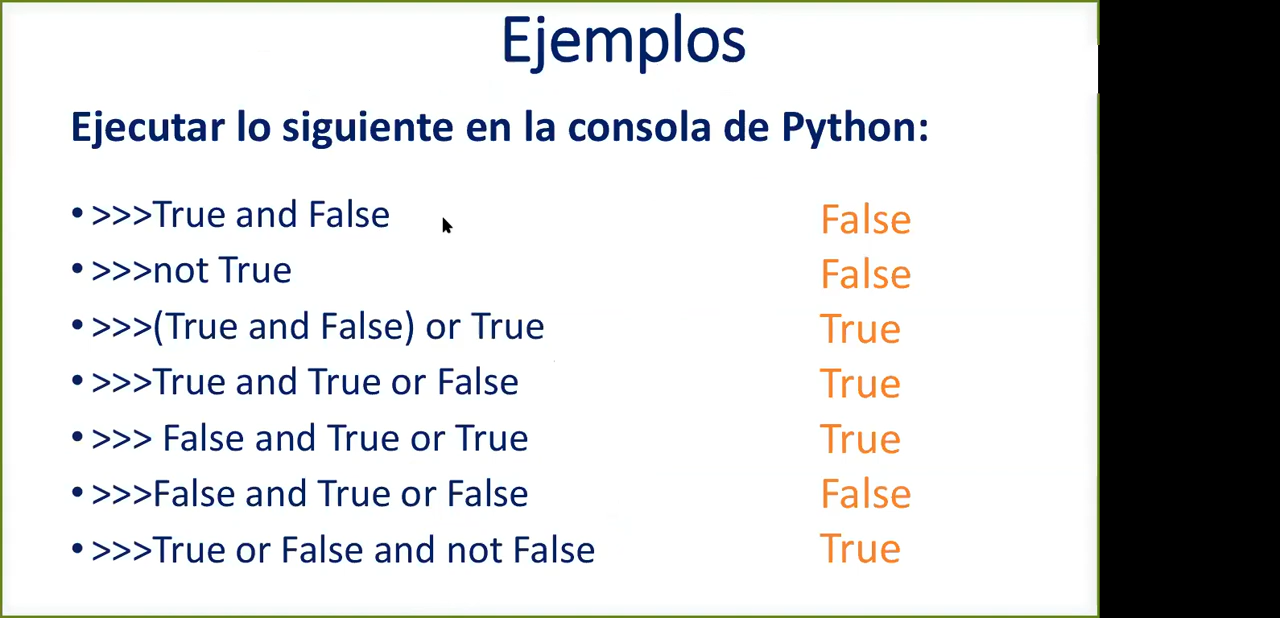 Ejemplos
Ejecutar lo siguiente en la consola de Python:
• >>>True and False False
• >>>not True False
• >>>(True and False) or True True
• >>>True and True or False True
• >>> False and True or True True
• >>>False and True or False False
• >>>True or False and not False True